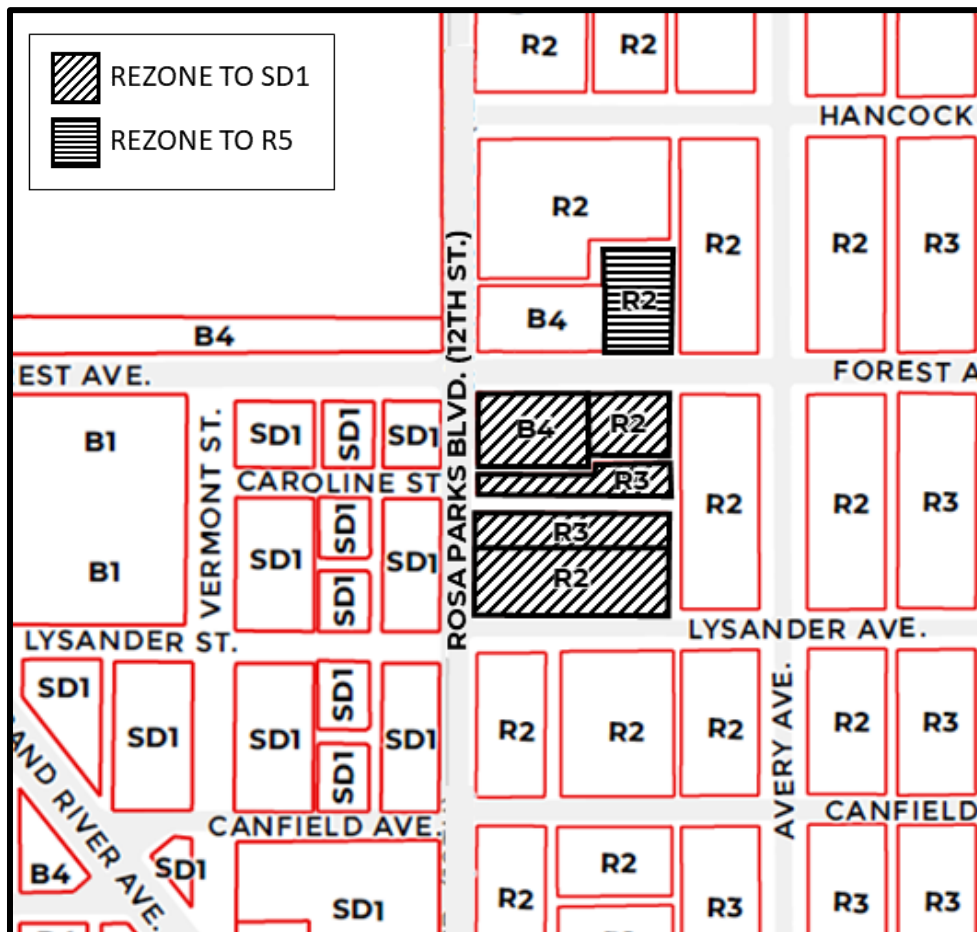 REZONE TO SD1
REZONE TO R5
R2
R2
HANCOCK
R2
R2
R2
R3
R2
B4
B4
ROSA PARKS BLVD. (12TH ST.)
EST AVE.
FOREST A
B1
B1
VERMONT ST.
SD1
SD1
SD1
CAROLINE ST
SD1
SD1
SD1
SD1
B4
R2
R3
R3
R2
R2
R2
R3
LYSANDER ST.
LYSANDER AVE.
SD1
SD1
SD1
SD1
SD1
SD1
R2
R2
R2
R2
R3
AVERY AVE.
AND RIVER AVE.
CANFIELD AVE.
CANFIELD
B4
SD1
SD1
R2
R2
R3
R3
R3